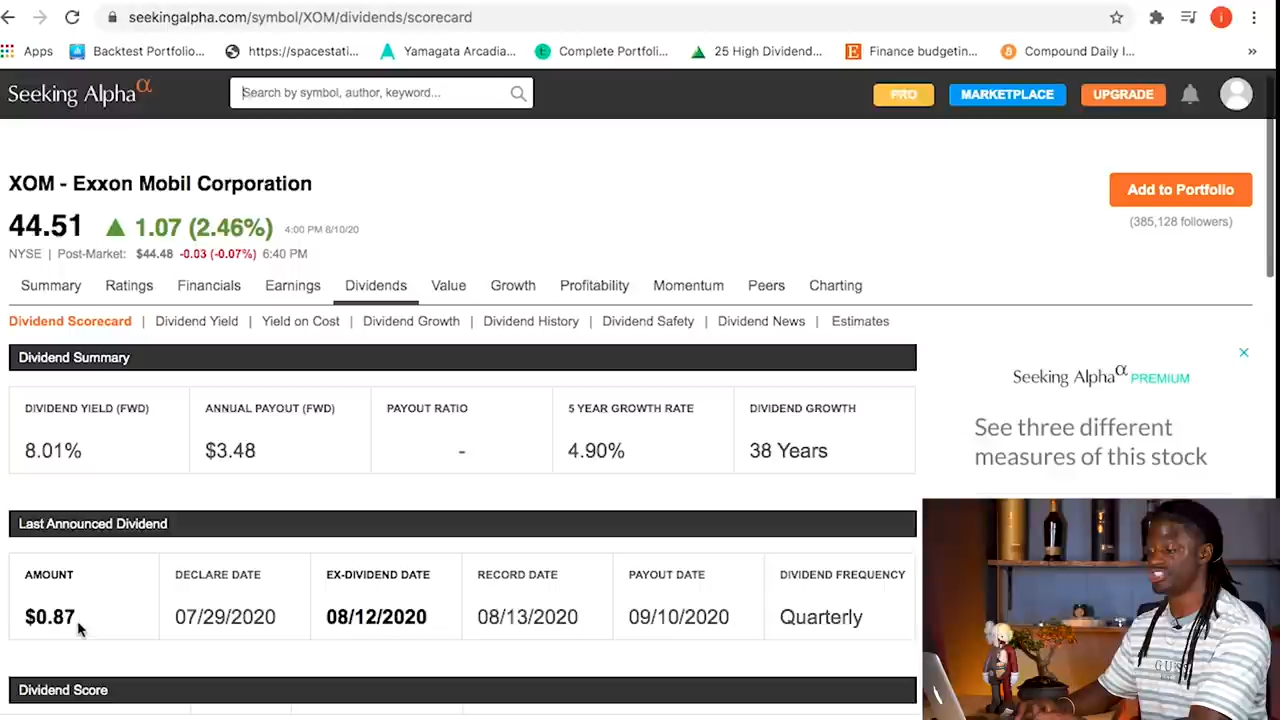 seekingalpha.com/symbol/XOM/dividends/scorecard
i
Apps Backtest Portfolio... https://spacestati... Yamagata Arcadia... Complete Portfoli... 25 High Dividend... Finance budgetin... Compound Daily I... »
Seeking Alpha α
Search by symbol, author, keyword...
PRO MARKETPLACE UPGRADE
XOM - Exxon Mobil Corporation
Add to Portfolio
44.51 ▲ 1.07 (2.46%) 4:00 PM 8/10/20
(385,128 followers)
NYSE | Post-Market: $44.48 -0.03 (-0.07%) 6:40 PM
Summary Ratings Financials Earnings Dividends Value Growth Profitability Momentum Peers Charting
Dividend Scorecard | Dividend Yield | Yield on Cost | Dividend Growth | Dividend History | Dividend Safety | Dividend News | Estimates
Dividend Summary
DIVIDEND YIELD (FWD) ANNUAL PAYOUT (FWD) PAYOUT RATIO 5 YEAR GROWTH RATE DIVIDEND GROWTH
8.01% $3.48 - 4.90% 38 Years
Seeking Alpha α PREMIUM
See three different
measures of this stock
Last Announced Dividend
AMOUNT DECLARE DATE EX-DIVIDEND DATE RECORD DATE PAYOUT DATE DIVIDEND FREQUENCY
$0.87 07/29/2020 08/12/2020 08/13/2020 09/10/2020 Quarterly
Dividend Score